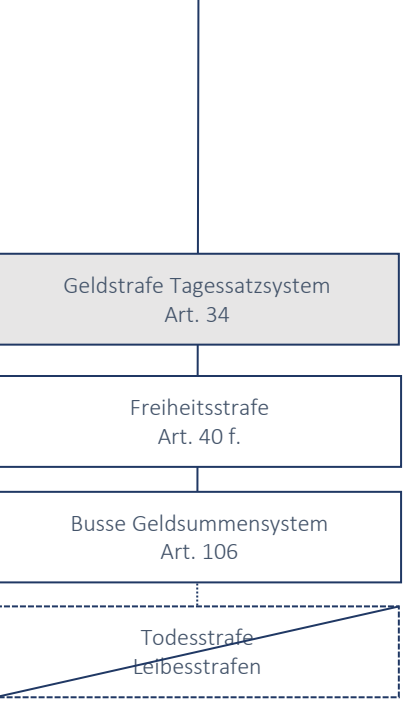 Geldstrafe Tagessatzsystem
Art. 34
Freiheitsstrafe
Art. 40 f.
Busse Geldsummensystem
Art. 106
Todesstrafe
Leibesstrafen